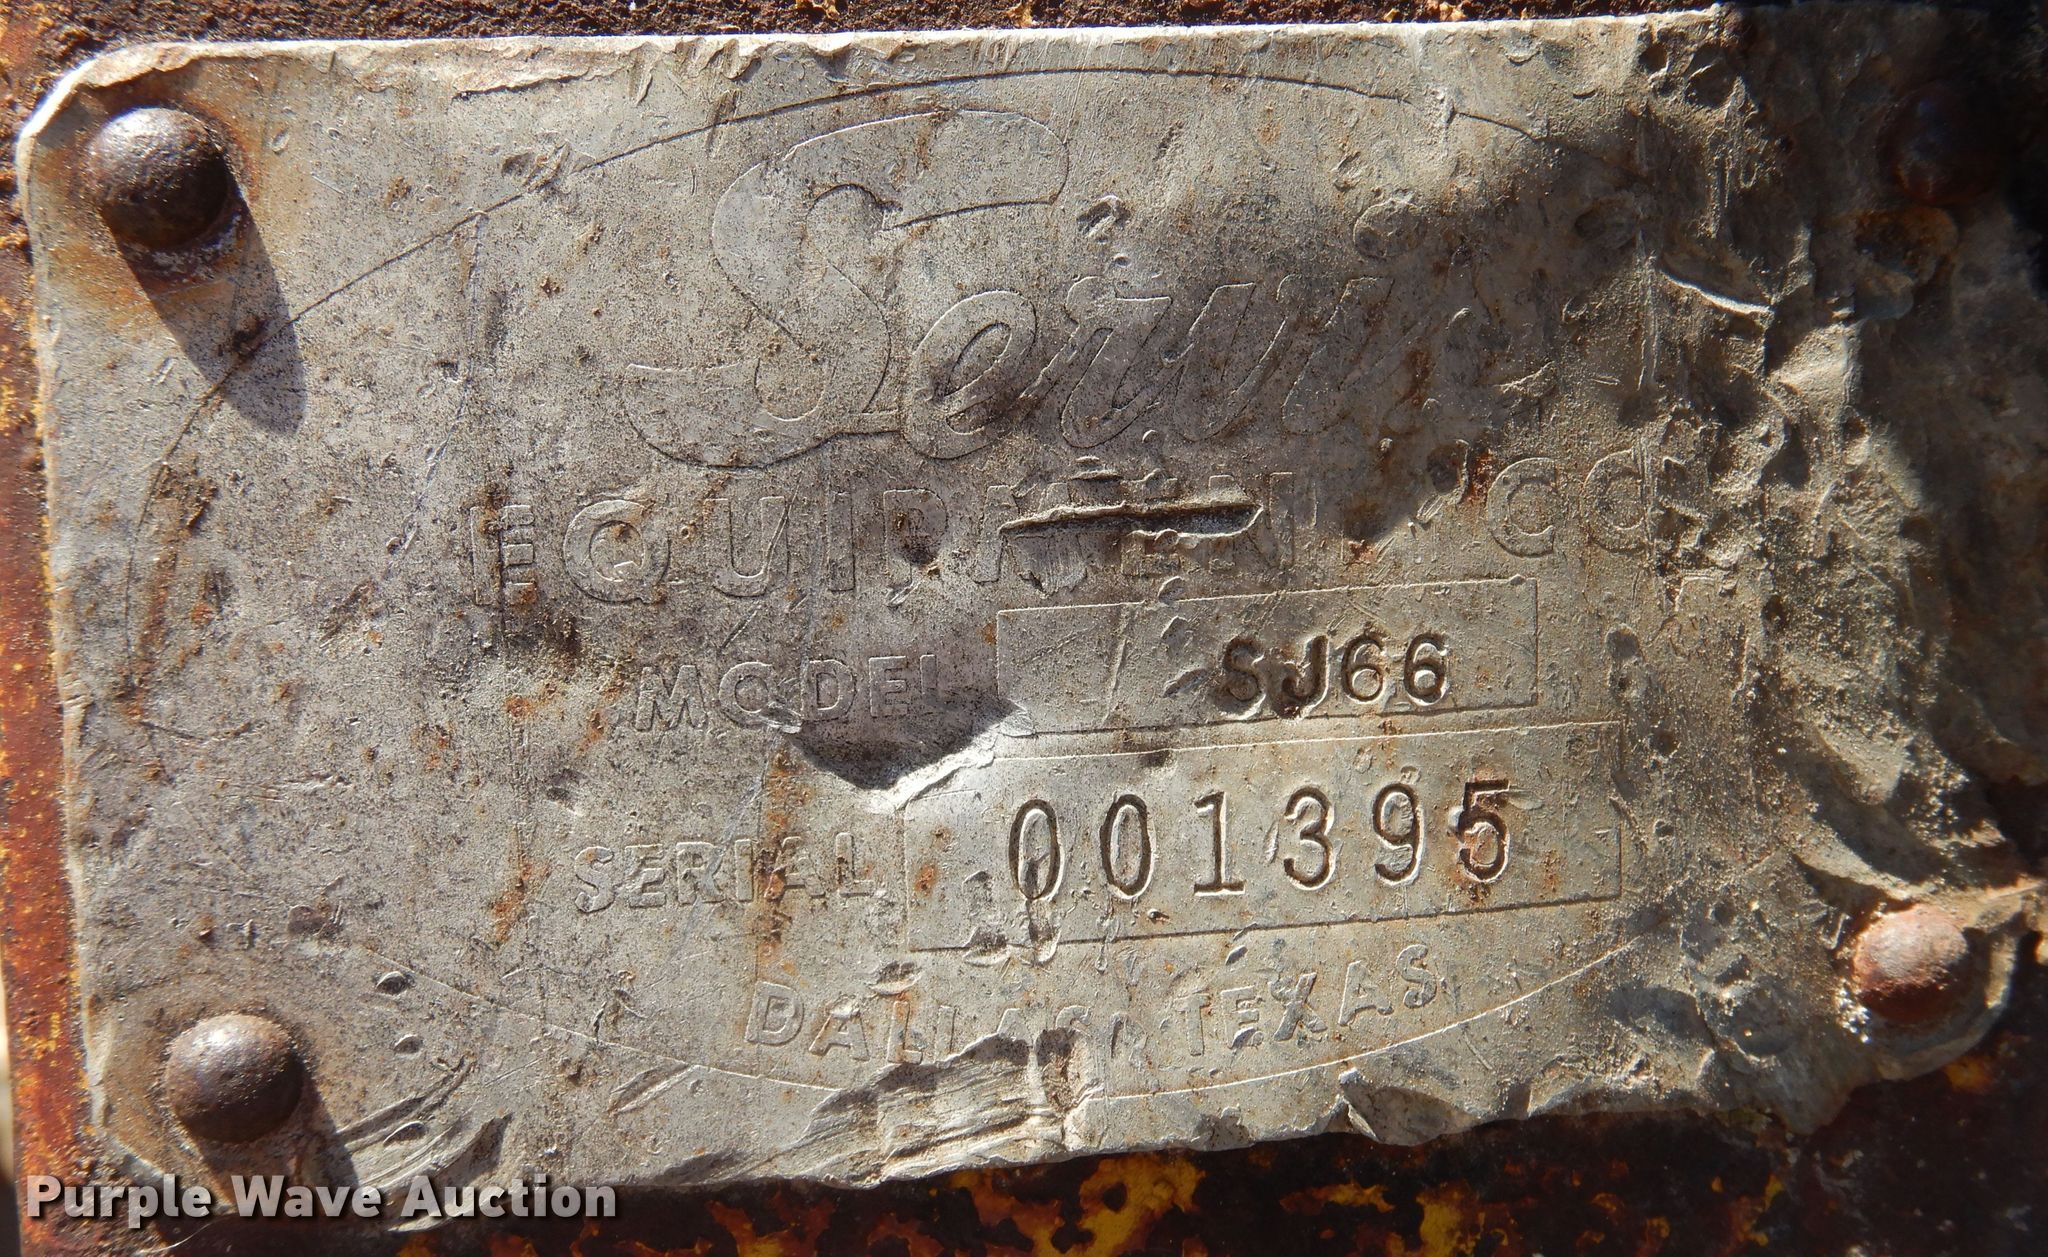 Servis
EQUIPMENT CO.
MODEL SJ66
SERIAL 001395
DALLAS, TEXAS
Purple Wave Auction